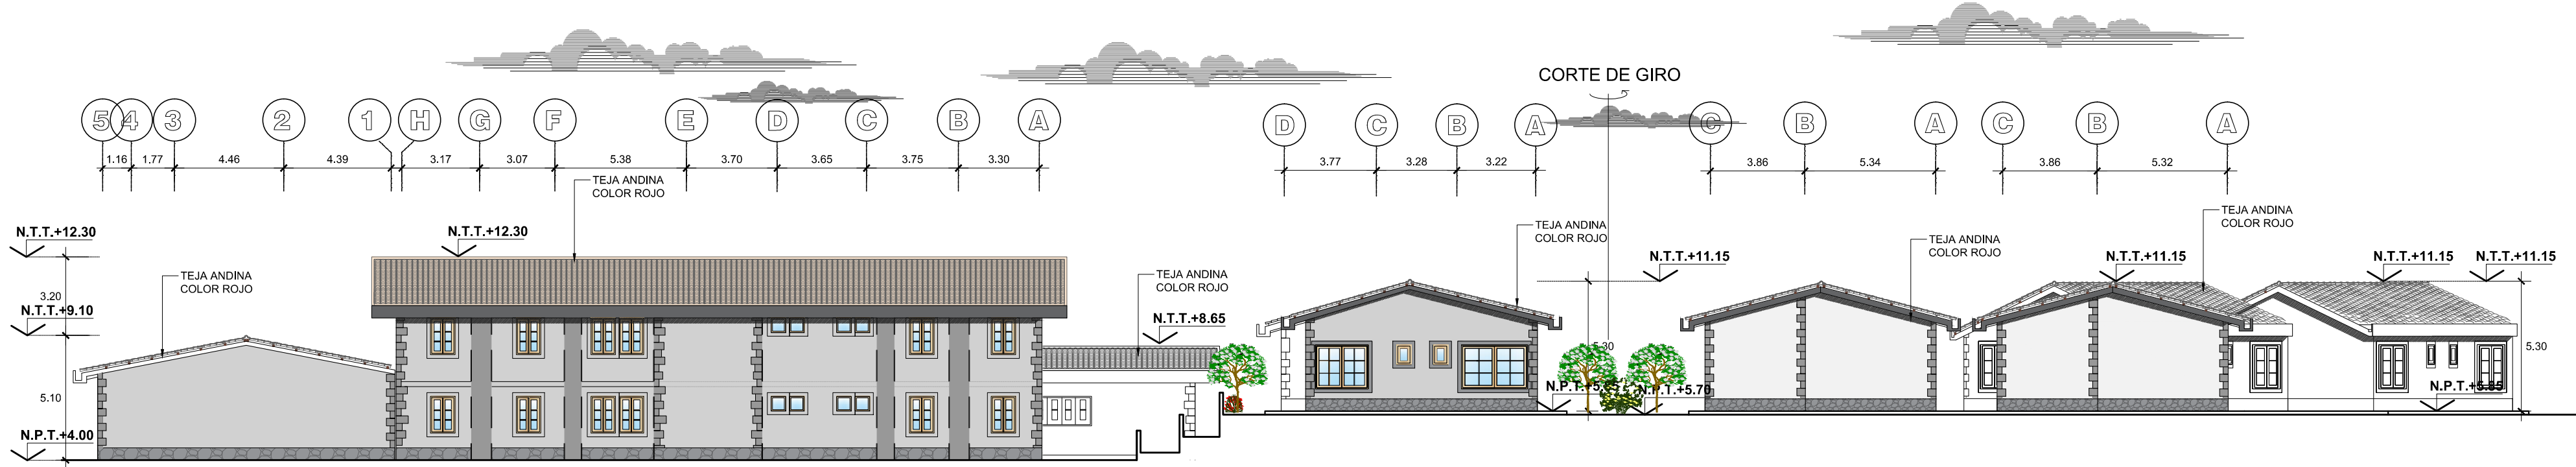 CORTE DE GIRO
5 4 3 2 1 H G F E D C B A
D C B A
C B A
C B A
1.16 1.77 4.46 4.39 3.17 3.07 5.38 3.70 3.65 3.75 3.30
3.77 3.28 3.22
3.86 5.34
3.86 5.32
TEJA ANDINA
COLOR ROJO
N.T.T.+12.30
N.T.T.+12.30
TEJA ANDINA
COLOR ROJO
3.20
N.T.T.+9.10
5.10
N.P.T.+4.00
TEJA ANDINA
COLOR ROJO
N.T.T.+8.65
TEJA ANDINA
COLOR ROJO
N.T.T.+11.15
5.30
N.P.T.+5.70
TEJA ANDINA
COLOR ROJO
N.T.T.+11.15
TEJA ANDINA
COLOR ROJO
N.T.T.+11.15
N.T.T.+11.15
5.30
N.P.T.+5.85